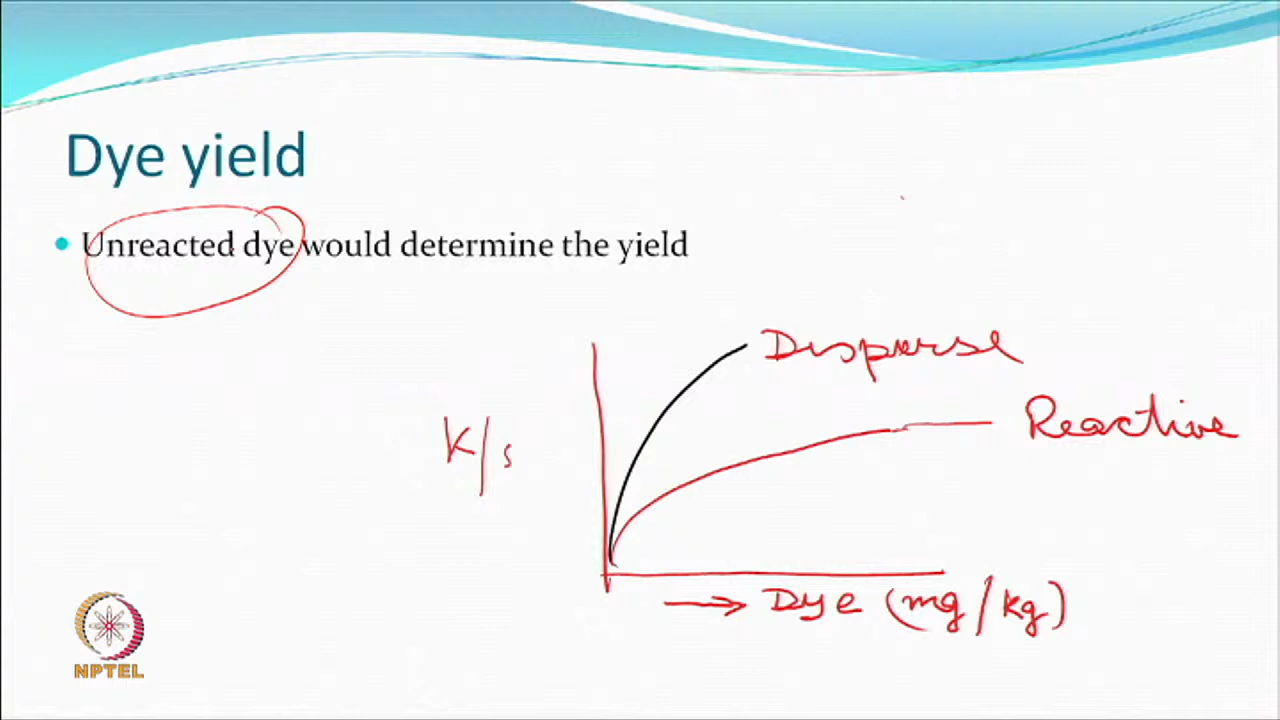 Dye yield
Unreacted dye would determine the yield
Disperse
Reactive
K/s
Dye (mg/kg)
NPTEL